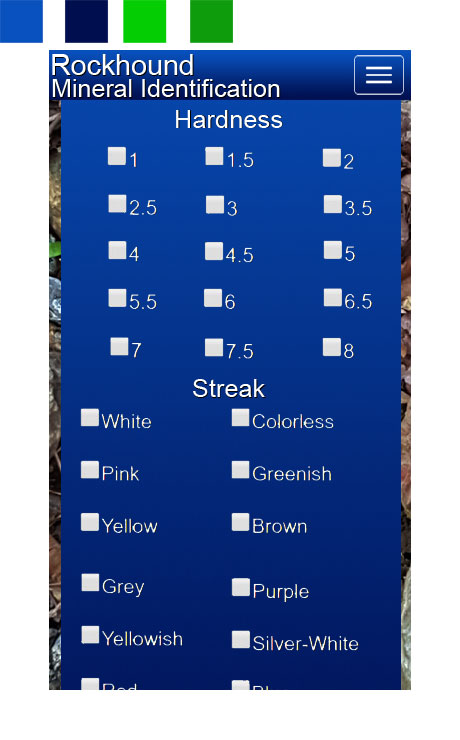 Rockhound
Mineral Identification
Hardness
1 1.5 2
2.5 3 3.5
4 4.5 5
5.5 6 6.5
7 7.5 8
Streak
White Colorless
Pink Greenish
Yellow Brown
Grey Purple
Yellowish Silver-White
Red